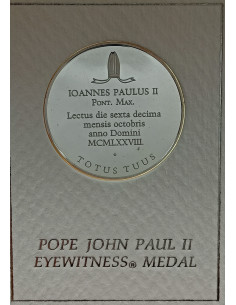 IOANNES PAULUS II
PONT. MAX.
Lectus die sexta decima
mensis octobris
anno Domini
MCMLXXVIII
TOTUS TUUS
POPE JOHN PAUL II
EYEWITNESS® MEDAL